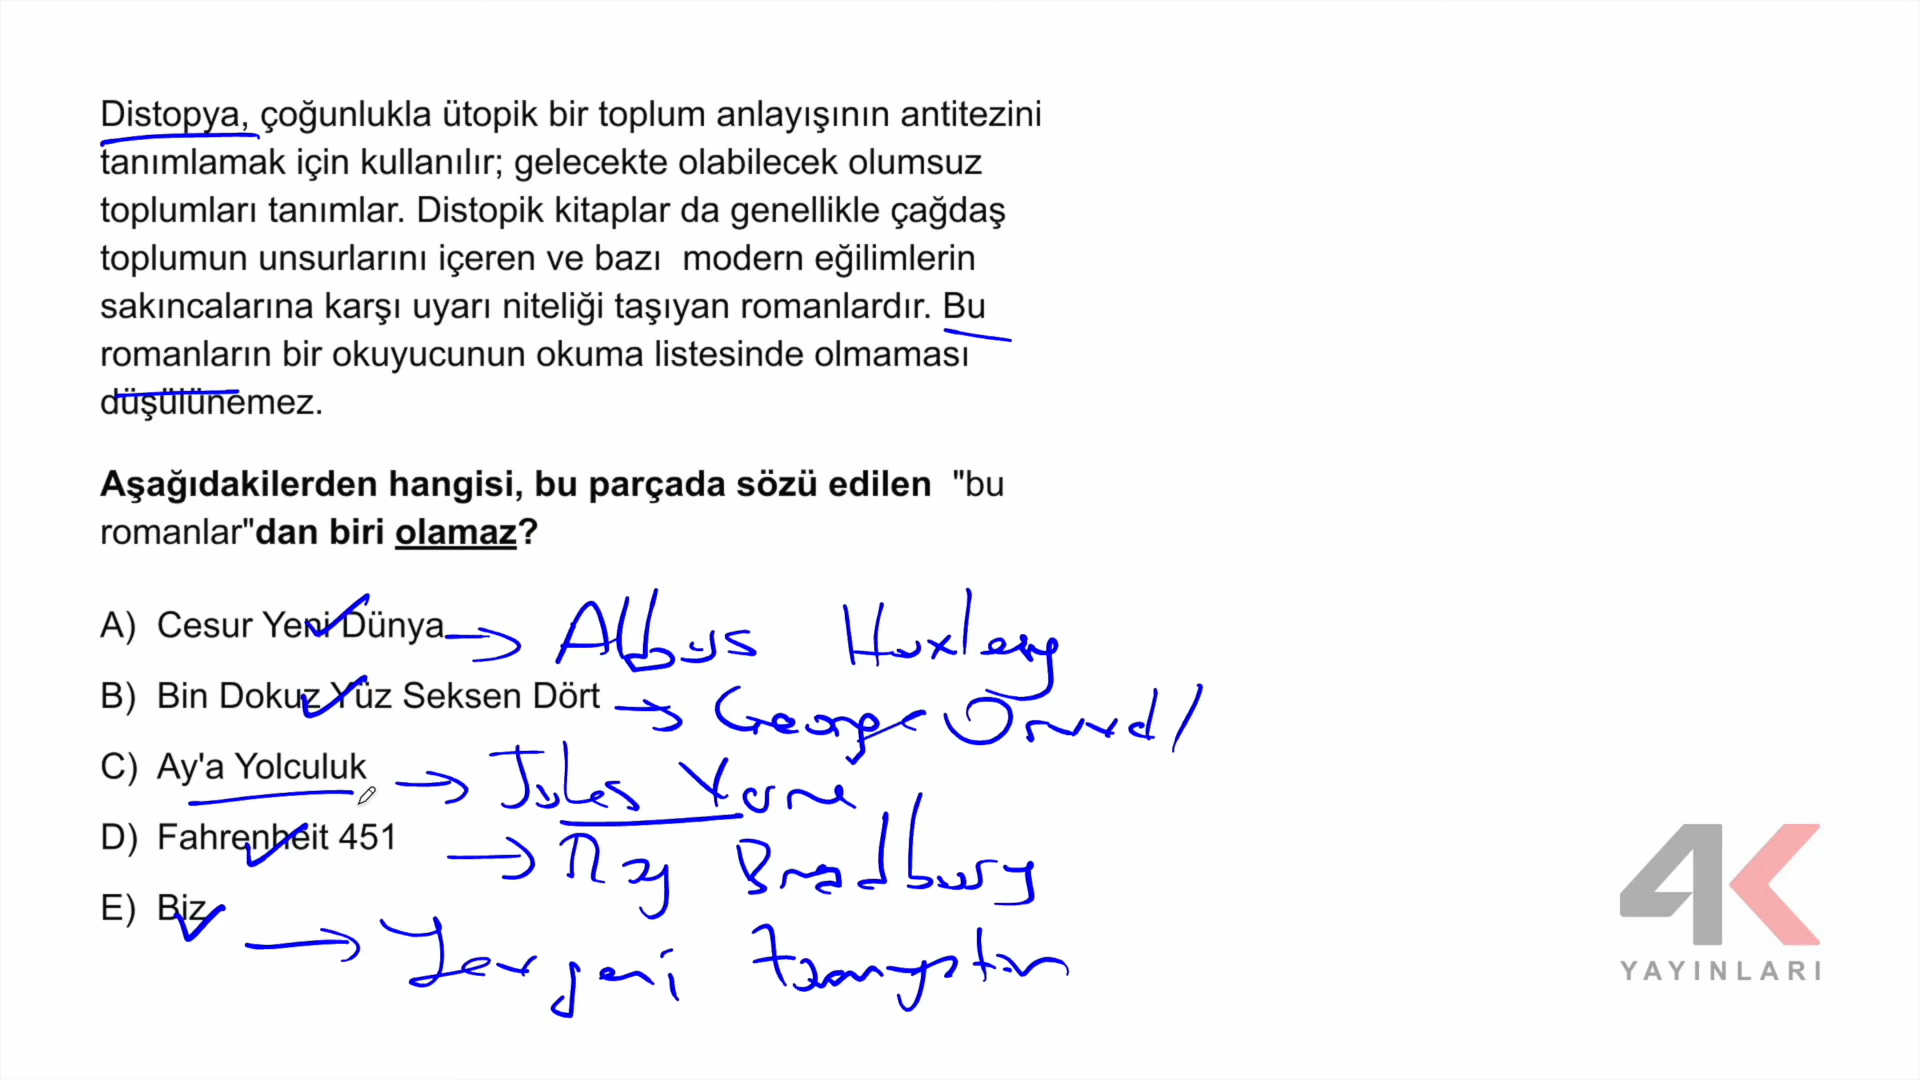 Distopya, çoğunlukla ütopik bir toplum anlayışının antitezini
tanımlamak için kullanılır; gelecekte olabilecek olumsuz
toplumları tanımlar. Distopik kitaplar da genellikle çağdaş
toplumun unsurlarını içeren ve bazı modern eğilimlerin
sakıncalarına karşı uyarı niteliği taşıyan romanlardır. Bu
romanların bir okuyucunun okuma listesinde olmaması
düşülünemez.
Aşağıdakilerden hangisi, bu parçada sözü edilen "bu
romanlar"dan biri olamaz?
A) Cesur Yeni Dünya → Albus Huxley
B) Bin Dokuz Yüz Seksen Dört → George Orwell
C) Ay'a Yolculuk → Jules Verne
D) Fahrenheit 451 → Ray Bradbury
E) Biz → Yevgeni
4K
YAYINLARI